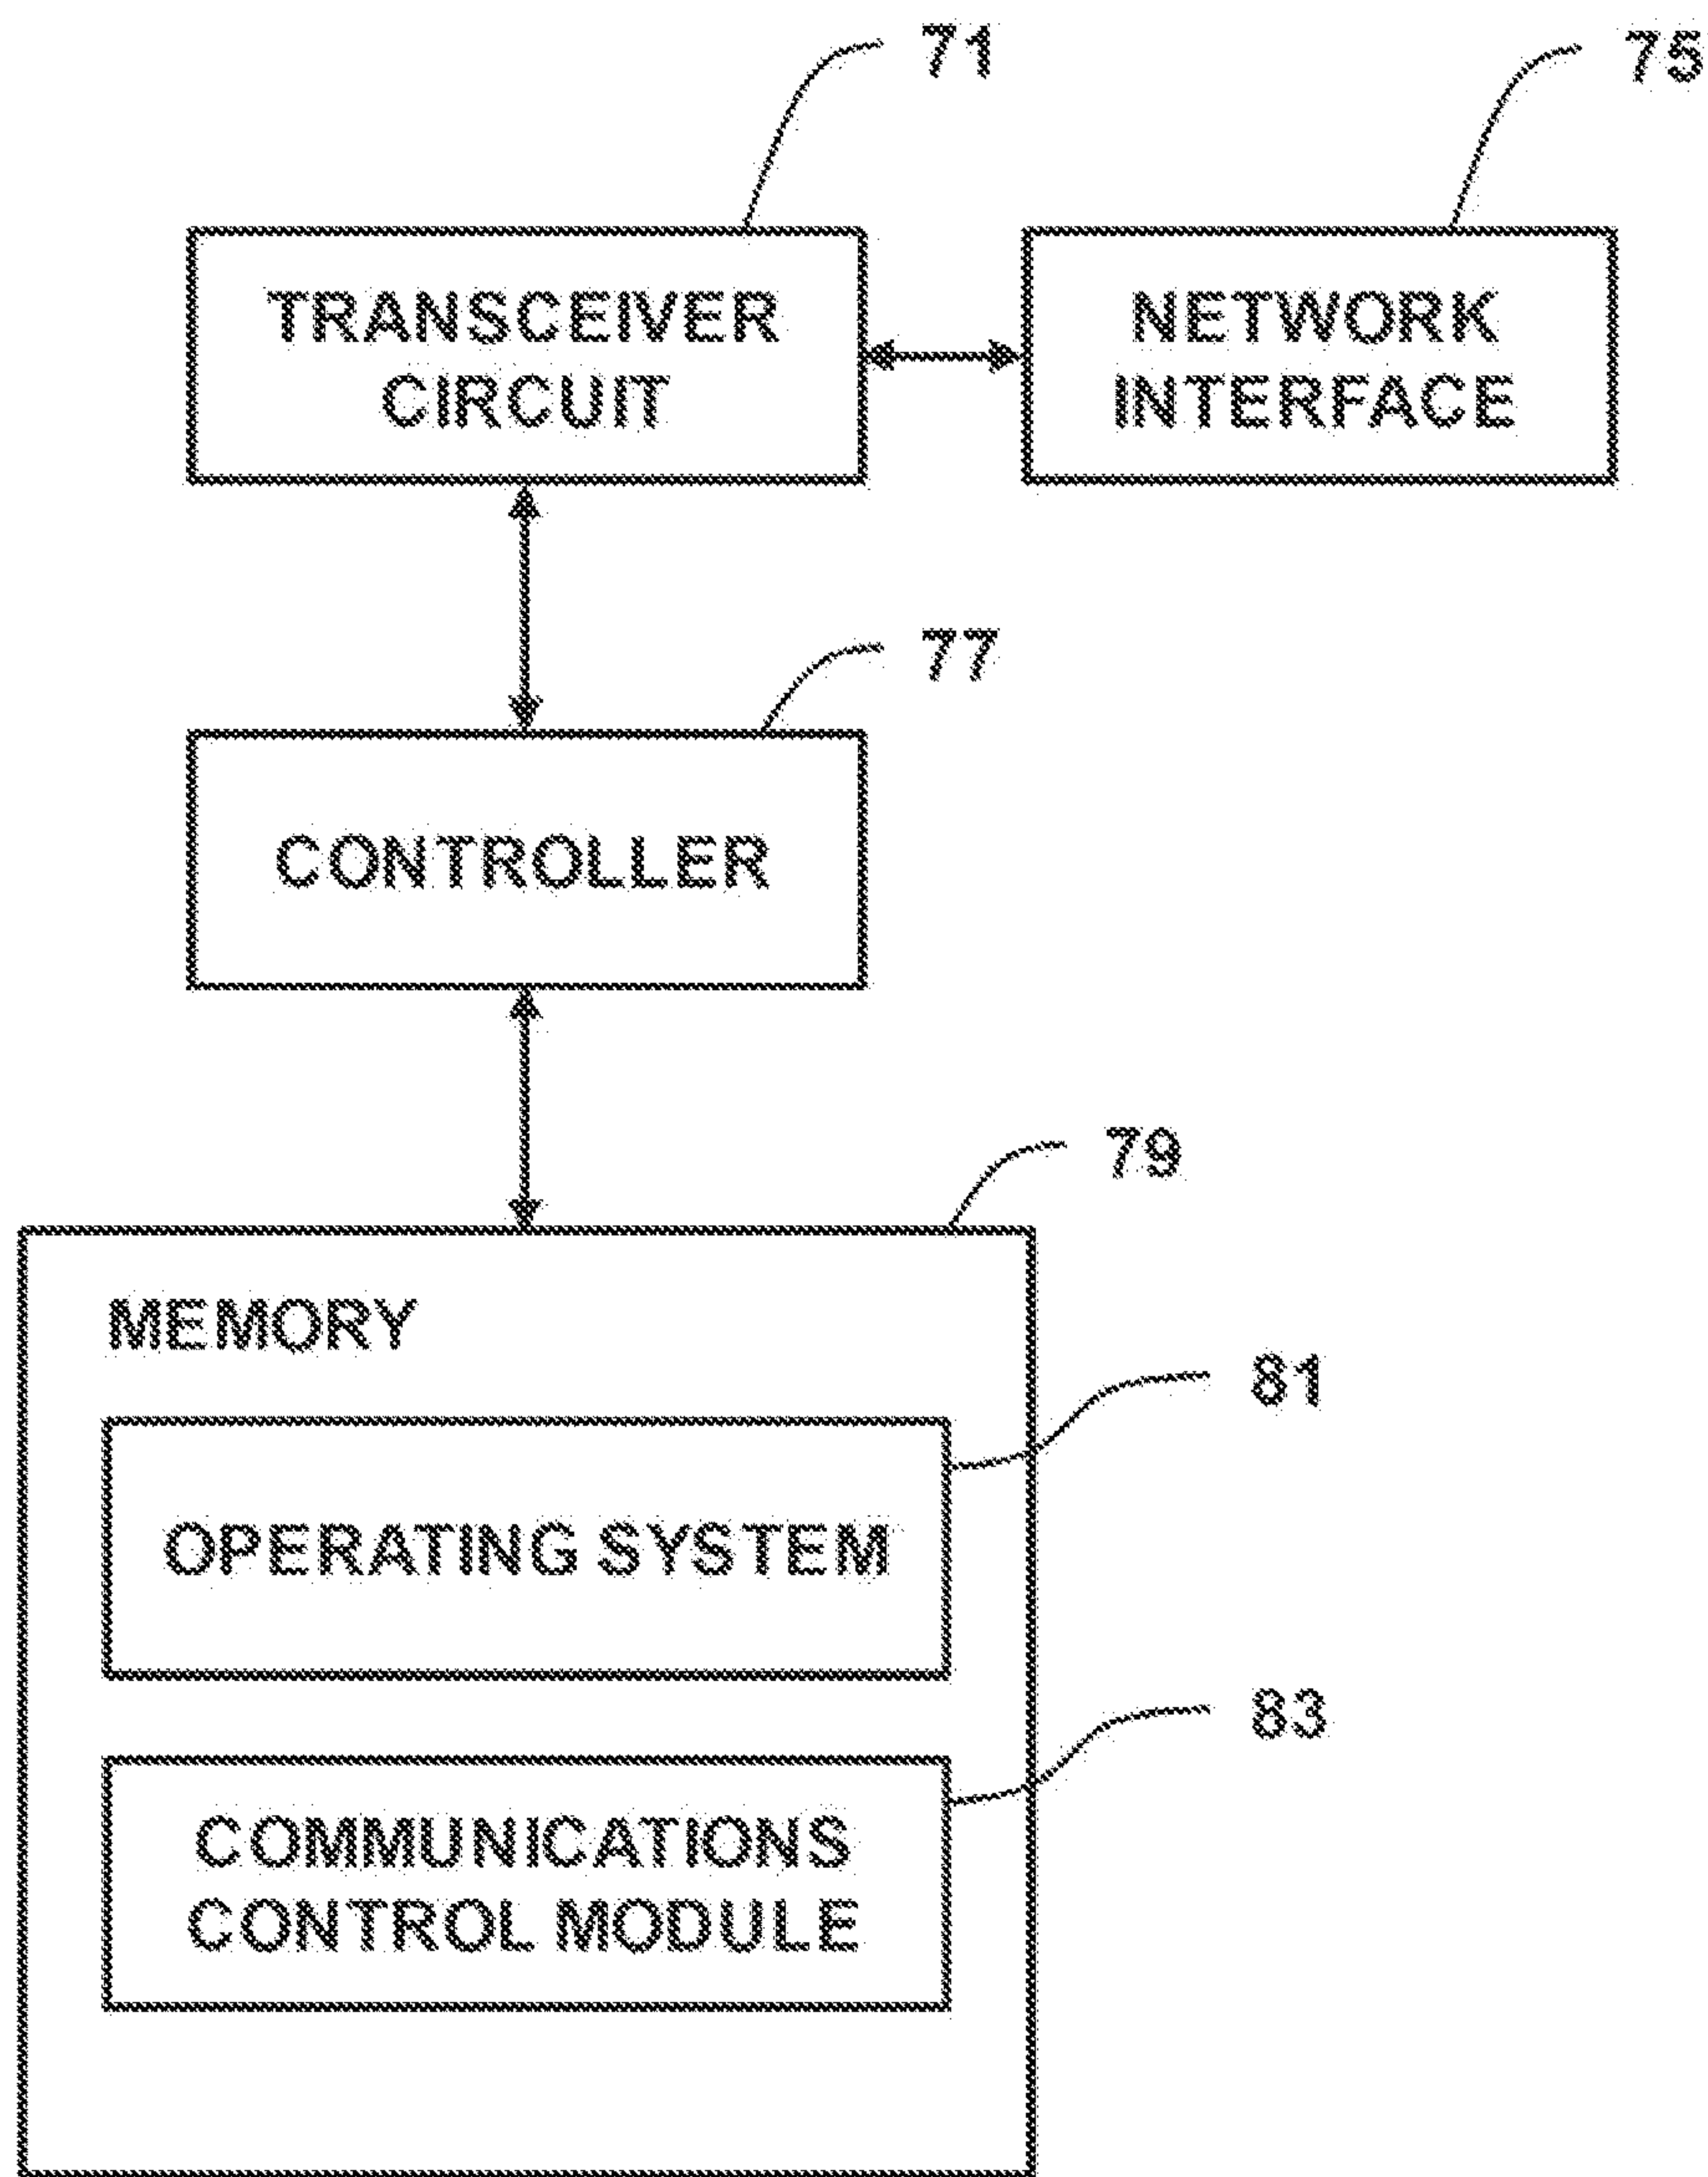 71
75
TRANSCEIVER
CIRCUIT
NETWORK
INTERFACE
77
CONTROLLER
79
MEMORY
81
OPERATING SYSTEM
83
COMMUNICATIONS
CONTROL MODULE